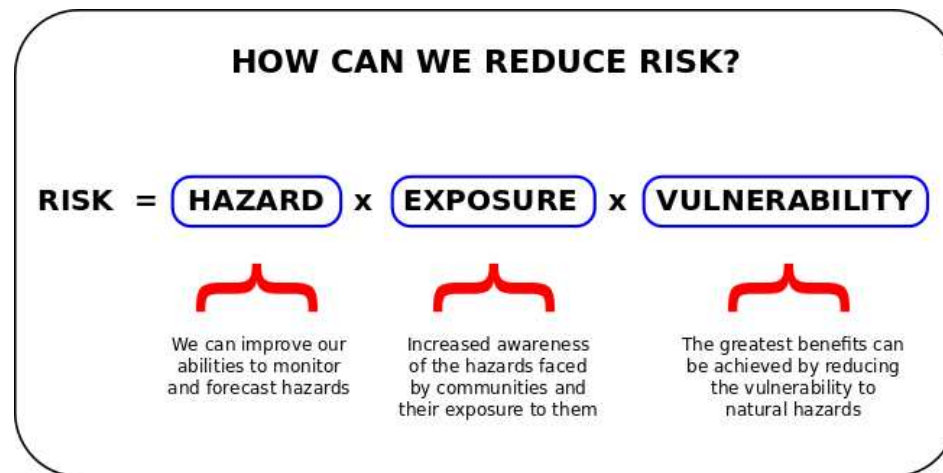 HOW CAN WE REDUCE RISK?
RISK = HAZARD x EXPOSURE x VULNERABILITY
We can improve our
abilities to monitor
and forecast hazards
Increased awareness
of the hazards faced
by communities and
their exposure to them
The greatest benefits can
be achieved by reducing
the vulnerability to
natural hazards